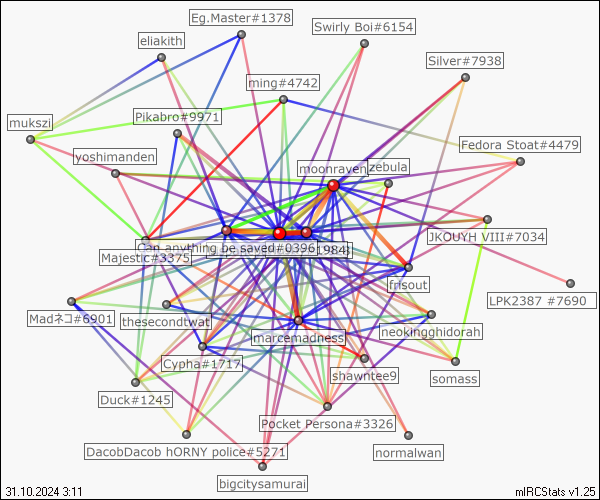 Eg.Master#1378
Swirly Boi#6154
eliakith
Silver#7938
ming#4742
Pikabro#9971
mukszi
Fedora Stoat#4479
yoshimanden
moonraven
zebula
JKOUYH VIII#7034
Can anything be saved#0396
1984
Majestic#3375
frisout
LPK2387 #7690
Madネコ#6901
thesecondtwat
marcemadness
neokingghidorah
Cypha#1717
shawntee9
somass
Duck#1245
Pocket Persona#3326
DacobDacob hORNY police#5271
normalwan
bigcitysamurai
31.10.2024 3:11
mIRCStats v1.25